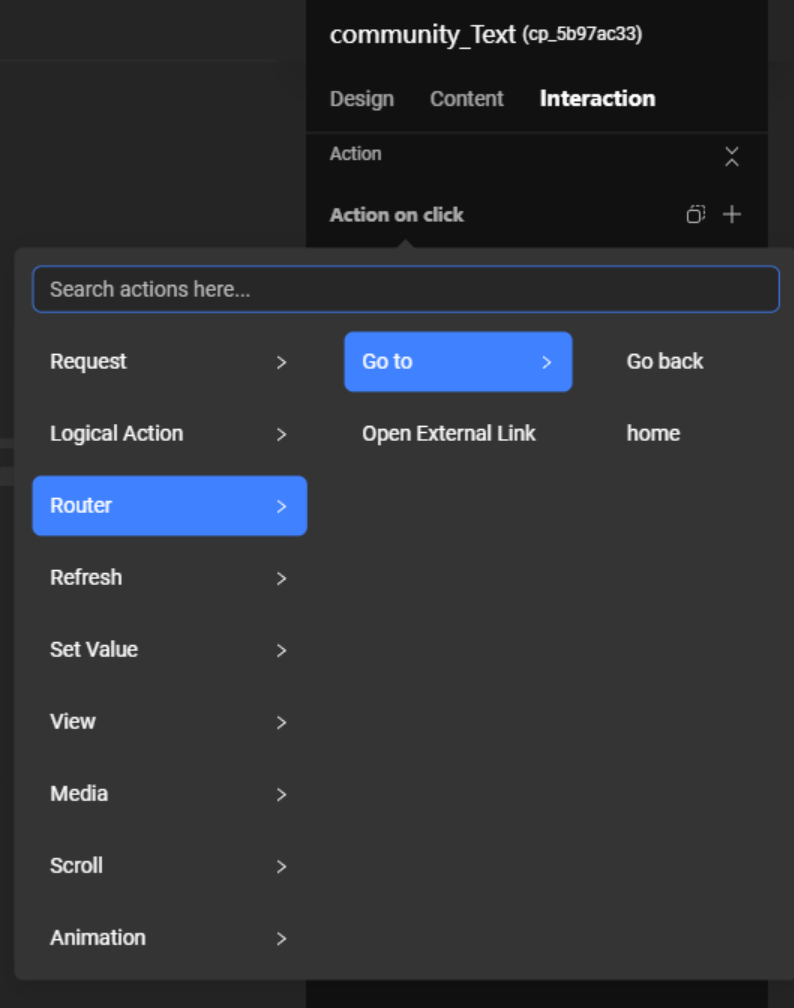 community_Text (cp_5b97ac33)
Design Content Interaction
Action
Action on click
Search actions here...
Request
Logical Action
Router
Refresh
Set Value
View
Media
Scroll
Animation
Go to
Open External Link
Go back
home